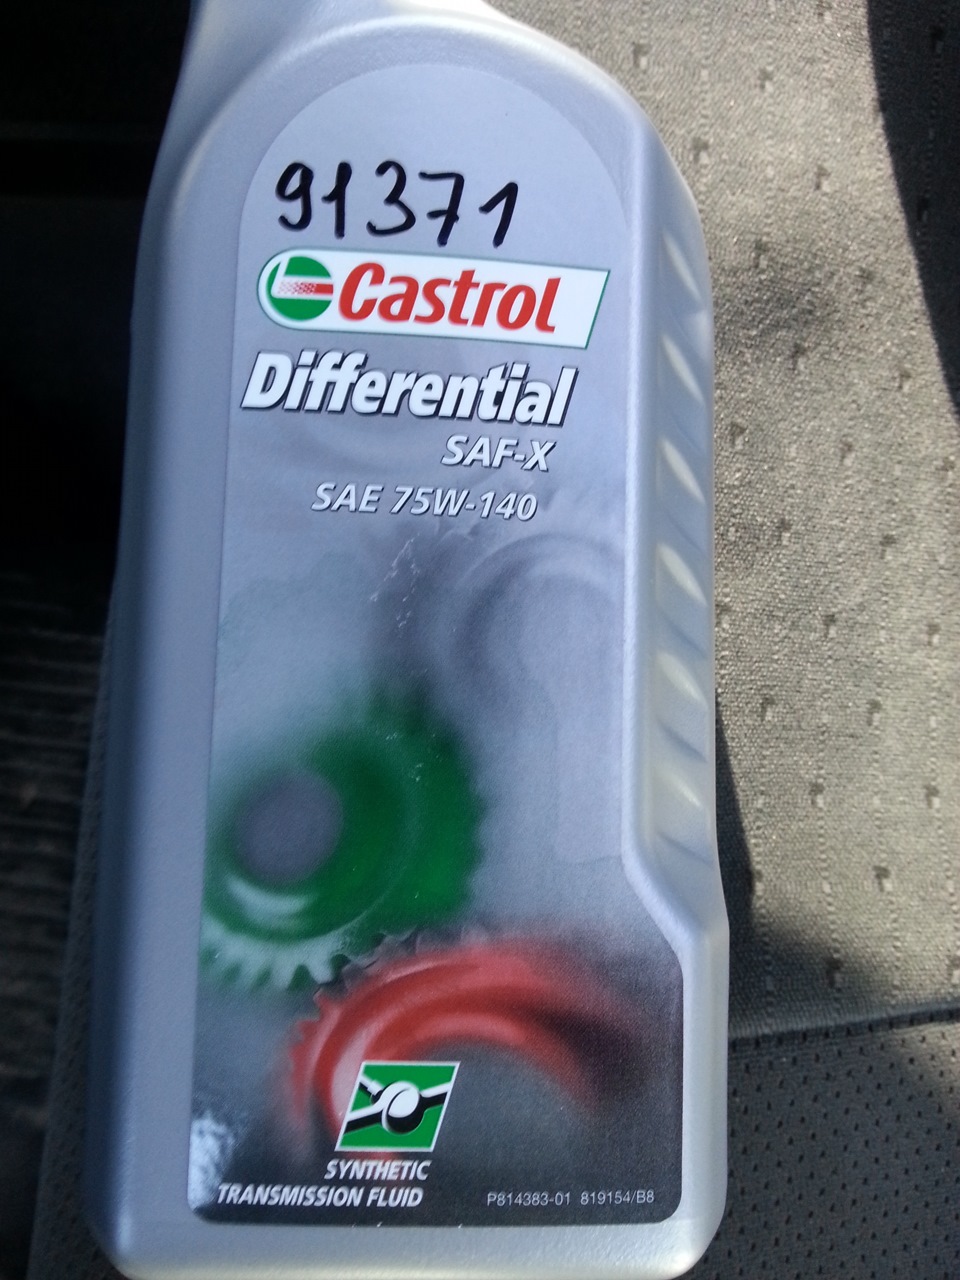 91371
Castrol
Differential
SAF-X
SAE 75W-140
SYNTHETIC
TRANSMISSION FLUID
P814383-01 819154/B8